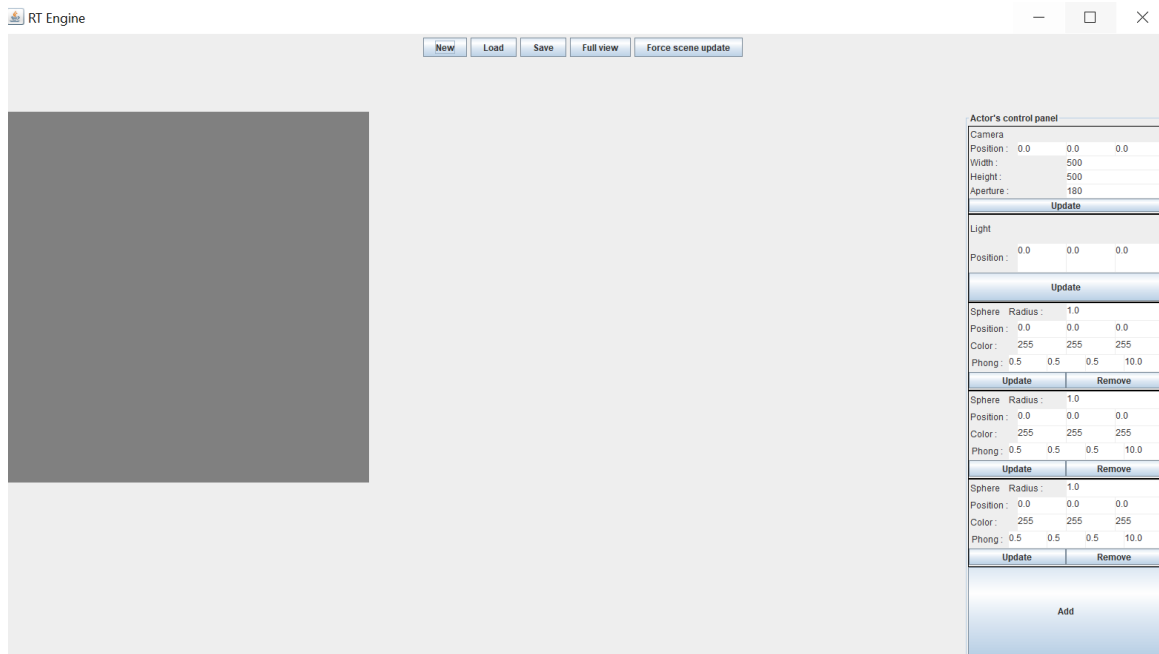 RT Engine
New Load Save Full view Force scene update
Actor's control panel
Camera
Position : 0.0 0.0 0.0
Width : 500
Height : 500
Aperture : 180
Update
Light
Position : 0.0 0.0 0.0
Update
Sphere Radius : 1.0
Position : 0.0 0.0 0.0
Color : 255 255 255
Phong : 0.5 0.5 0.5 10.0
Update Remove
Sphere Radius : 1.0
Position : 0.0 0.0 0.0
Color : 255 255 255
Phong : 0.5 0.5 0.5 10.0
Update Remove
Sphere Radius : 1.0
Position : 0.0 0.0 0.0
Color : 255 255 255
Phong : 0.5 0.5 0.5 10.0
Update Remove
Add